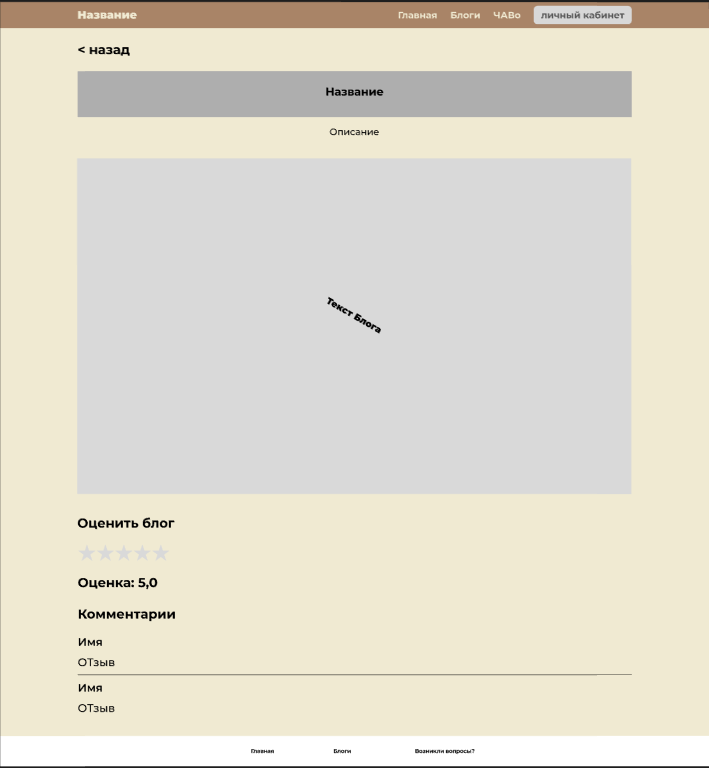 Название
Главная Блоги ЧАВо личный кабинет
< назад
Название
Описание
Текст Блога
Оценить блог
Оценка: 5,0
Комментарии
Имя
ОТзыв
Имя
ОТзыв
Главная Блоги Возникли вопросы?